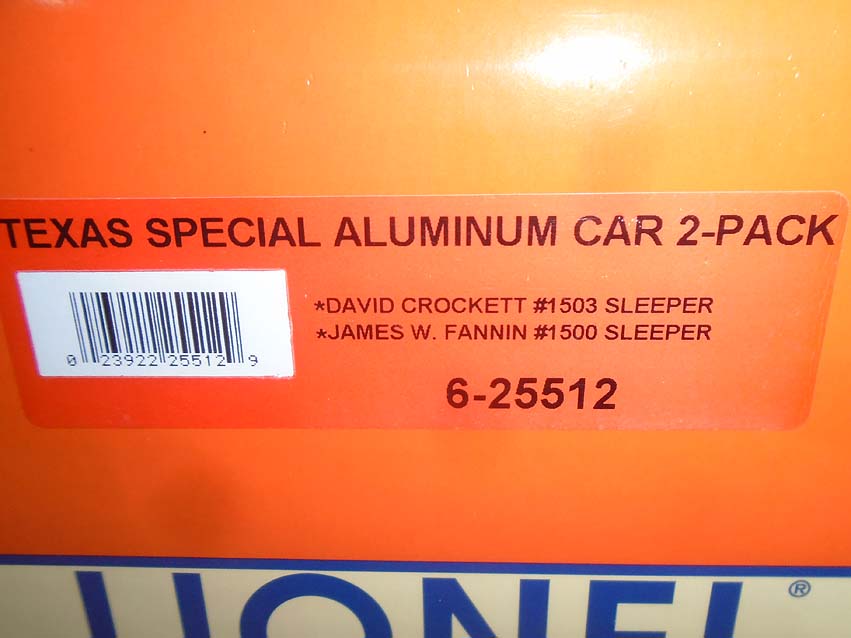 TEXAS SPECIAL ALUMINUM CAR 2-PACK
*DAVID CROCKETT #1503 SLEEPER
*JAMES W. FANNIN #1500 SLEEPER
0 23922 25512 9
6-25512
LIONEL®